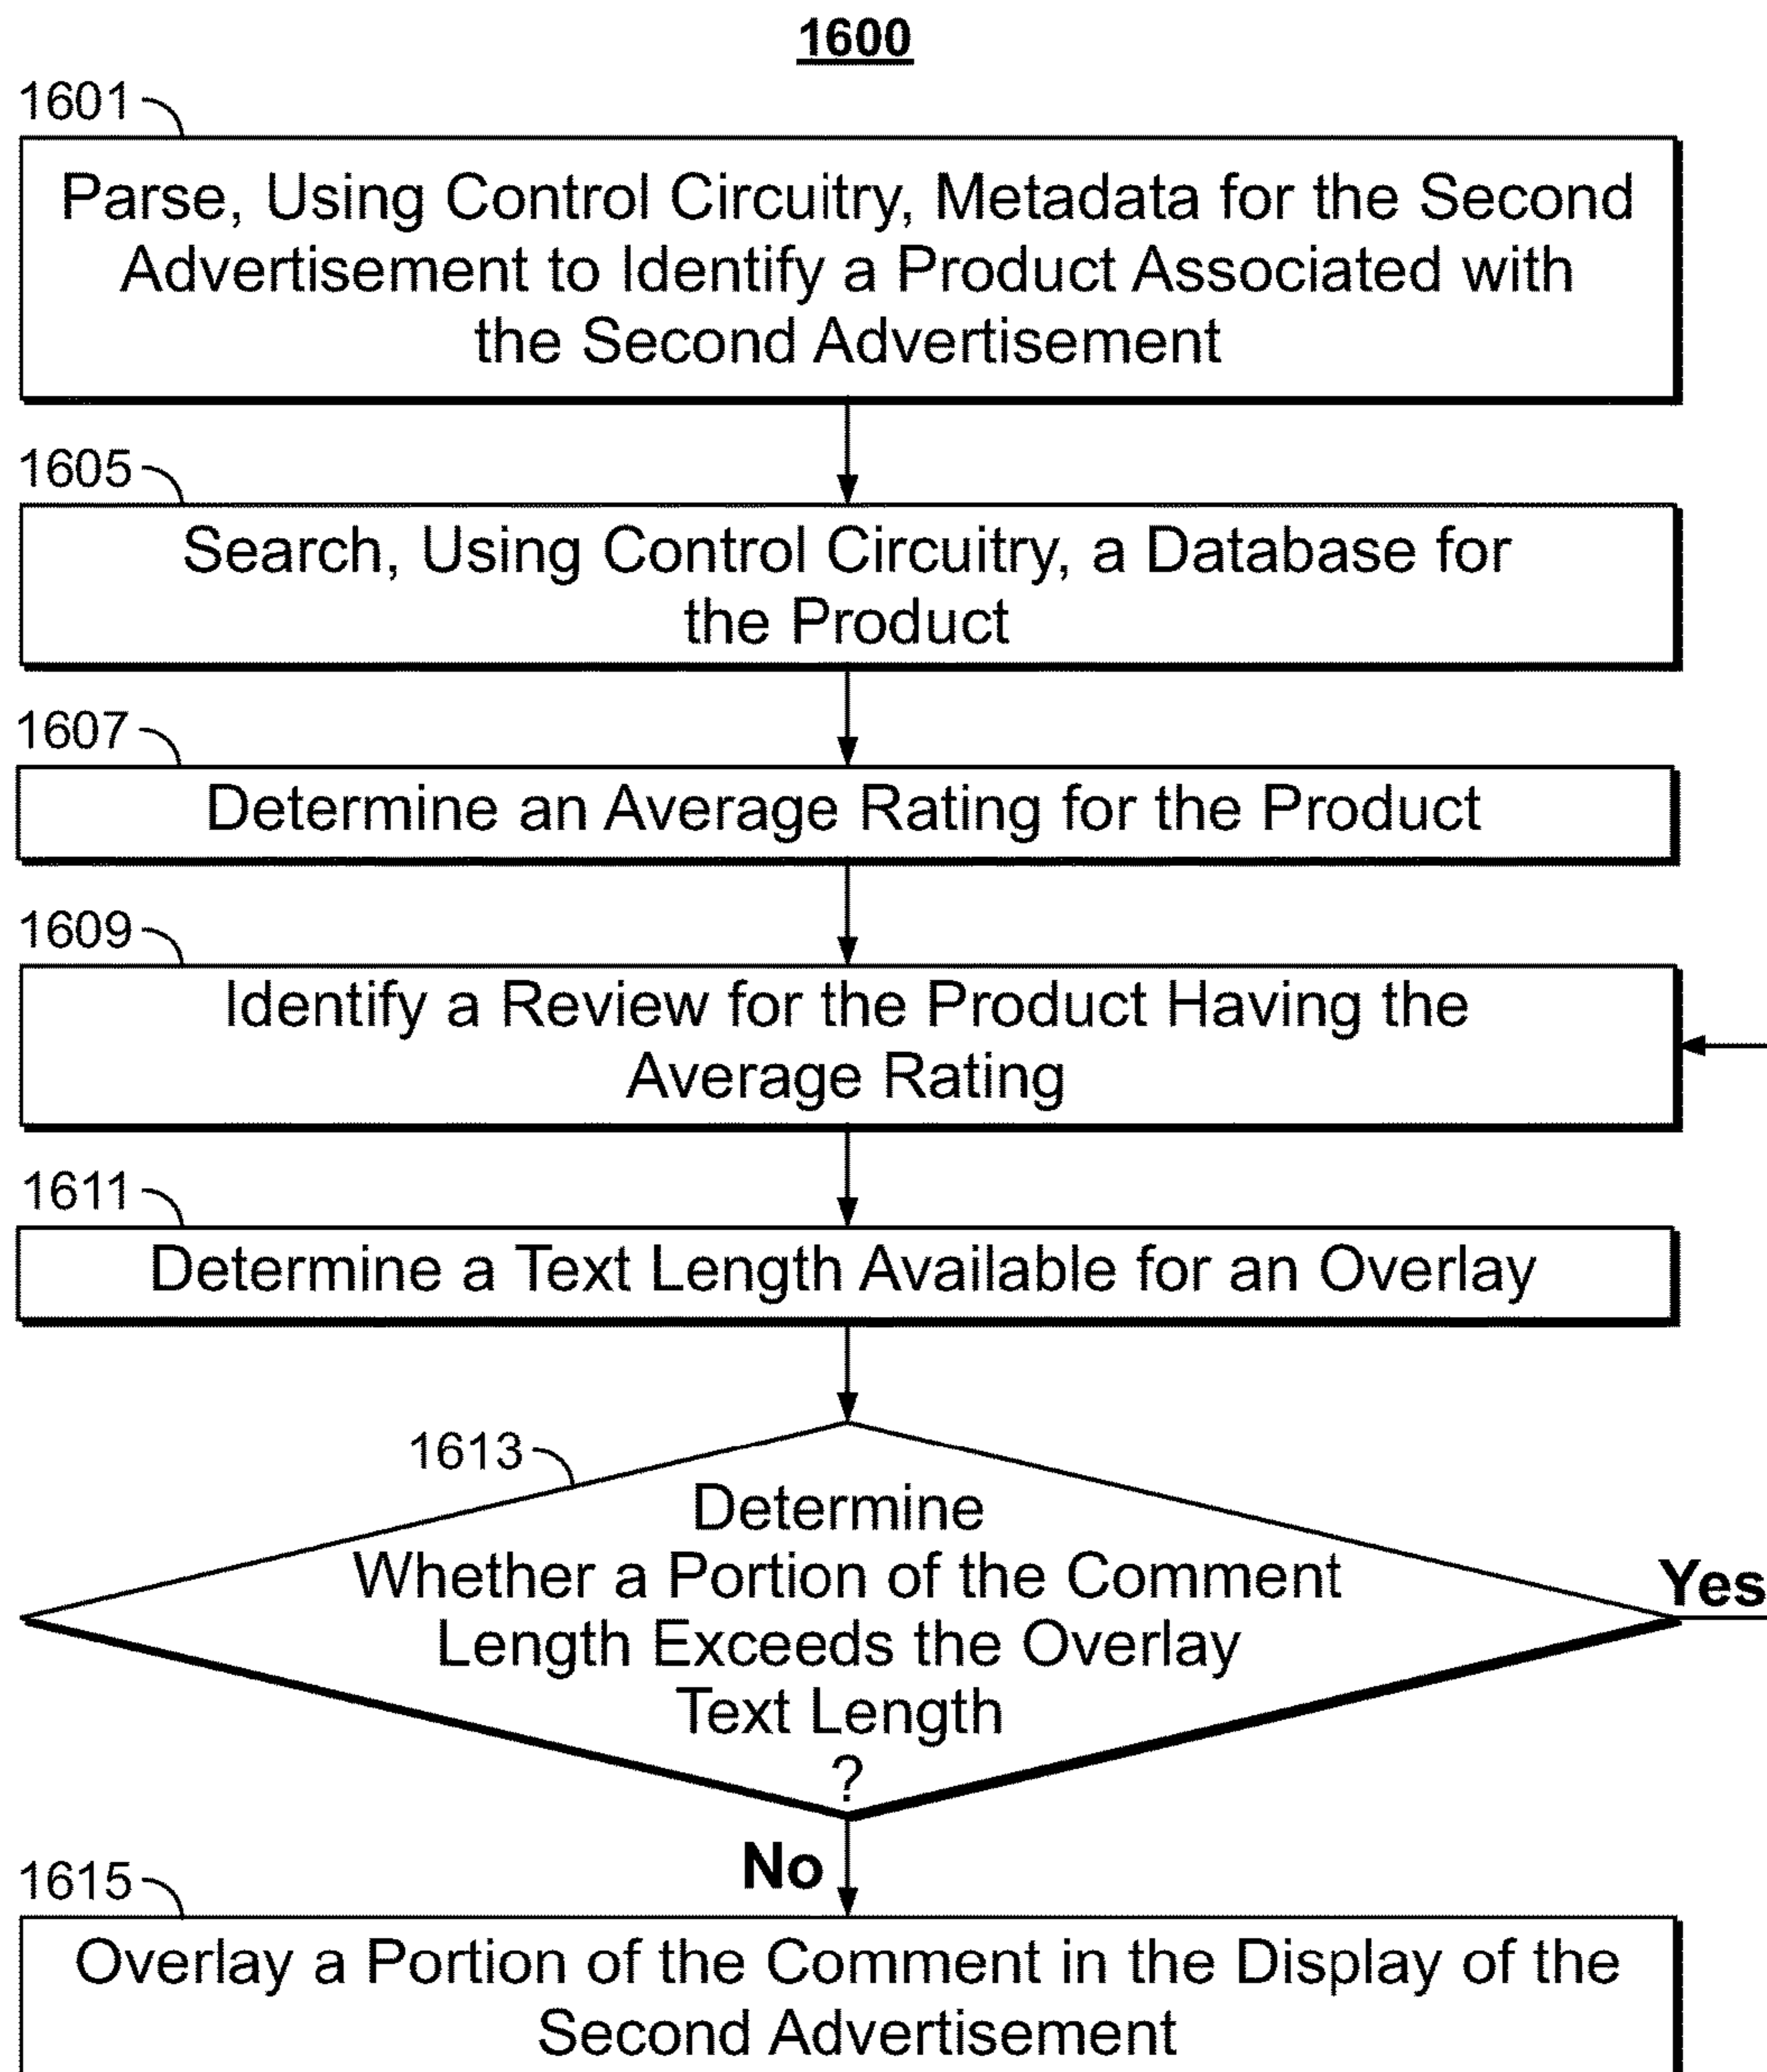 1600
1601
Parse, Using Control Circuitry, Metadata for the Second
Advertisement to Identify a Product Associated with
the Second Advertisement
1605
Search, Using Control Circuitry, a Database for
the Product
1607
Determine an Average Rating for the Product
1609
Identify a Review for the Product Having the
Average Rating
1611
Determine a Text Length Available for an Overlay
1613
Determine
Whether a Portion of the Comment
Length Exceeds the Overlay
Text Length
?
Yes
No
1615
Overlay a Portion of the Comment in the Display of the
Second Advertisement